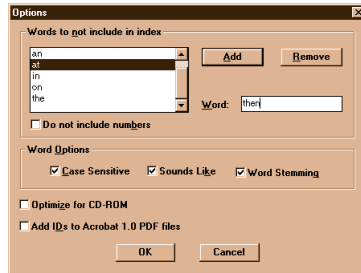 Options
Words to not include in index
an
at
in
on
the
Add
Remove
Word: then
Do not include numbers
Word Options
Case Sensitive Sounds Like Word Stemming
Optimize for CD-ROM
Add IDs to Acrobat 1.0 PDF files
OK Cancel